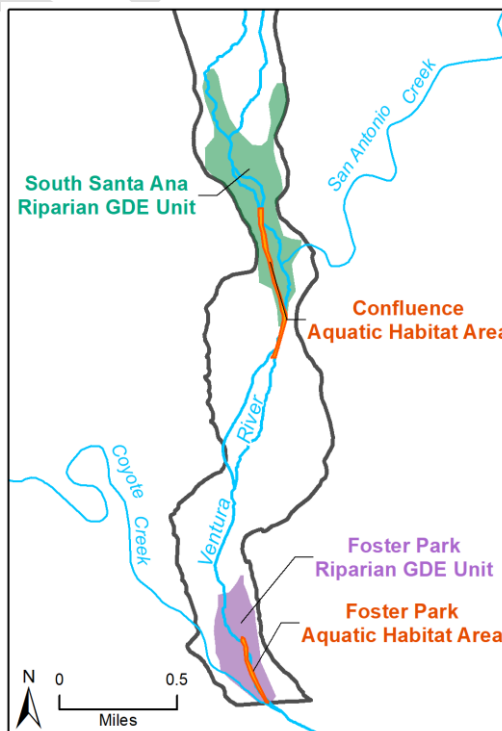 San Antonio Creek
South Santa Ana
Riparian GDE Unit
Confluence
Aquatic Habitat Area
Ventura River
Coyote
Creek
Foster Park
Riparian GDE Unit
Foster Park
Aquatic Habitat Area
N
0 0.5
Miles